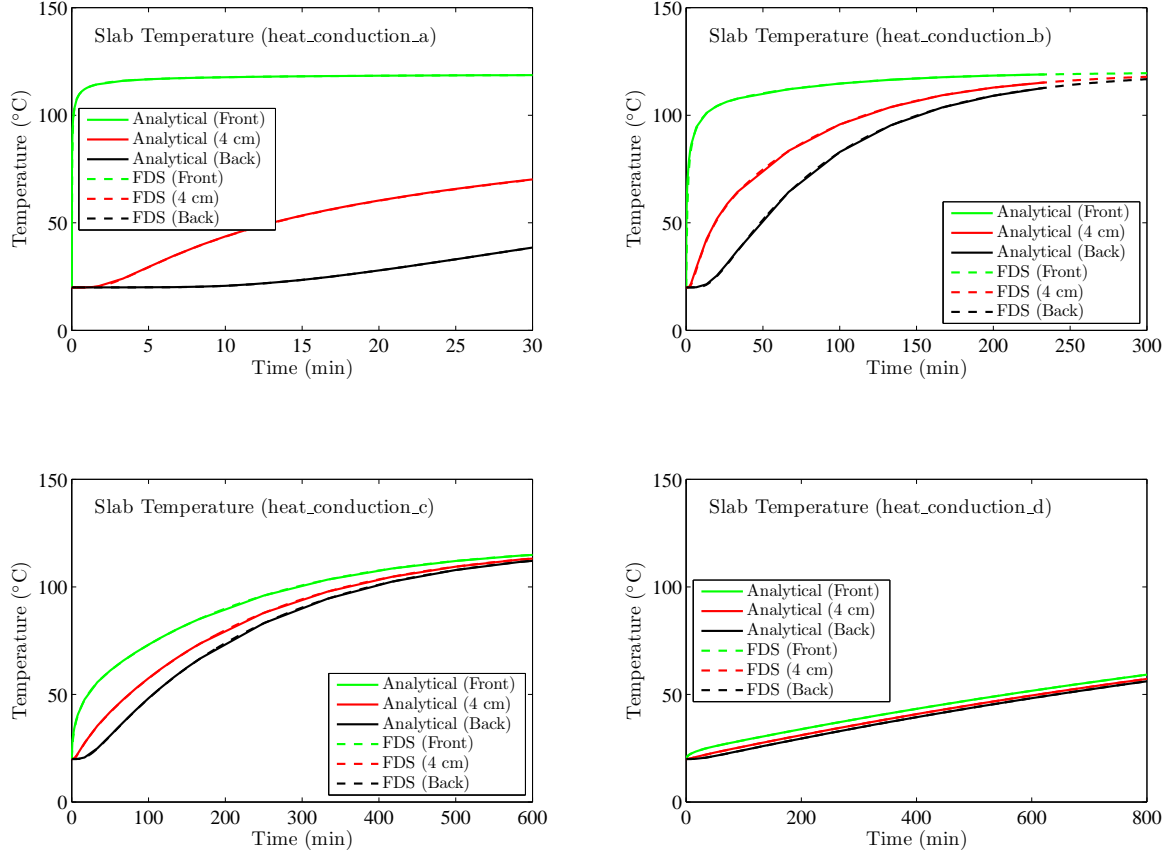 150
100
50
0
0
5
10
15
20
25
30
Temperature (°C)
Time (min)
Slab Temperature (heat_conduction_a)
Analytical (Front)
Analytical (4 cm)
Analytical (Back)
FDS (Front)
FDS (4 cm)
FDS (Back)
150
100
50
0
0
50
100
150
200
250
300
Temperature (°C)
Time (min)
Slab Temperature (heat_conduction_b)
Analytical (Front)
Analytical (4 cm)
Analytical (Back)
FDS (Front)
FDS (4 cm)
FDS (Back)
150
100
50
0
0
100
200
300
400
500
600
Temperature (°C)
Time (min)
Slab Temperature (heat_conduction_c)
Analytical (Front)
Analytical (4 cm)
Analytical (Back)
FDS (Front)
FDS (4 cm)
FDS (Back)
150
100
50
0
0
200
400
600
800
Temperature (°C)
Time (min)
Slab Temperature (heat_conduction_d)
Analytical (Front)
Analytical (4 cm)
Analytical (Back)
FDS (Front)
FDS (4 cm)
FDS (Back)